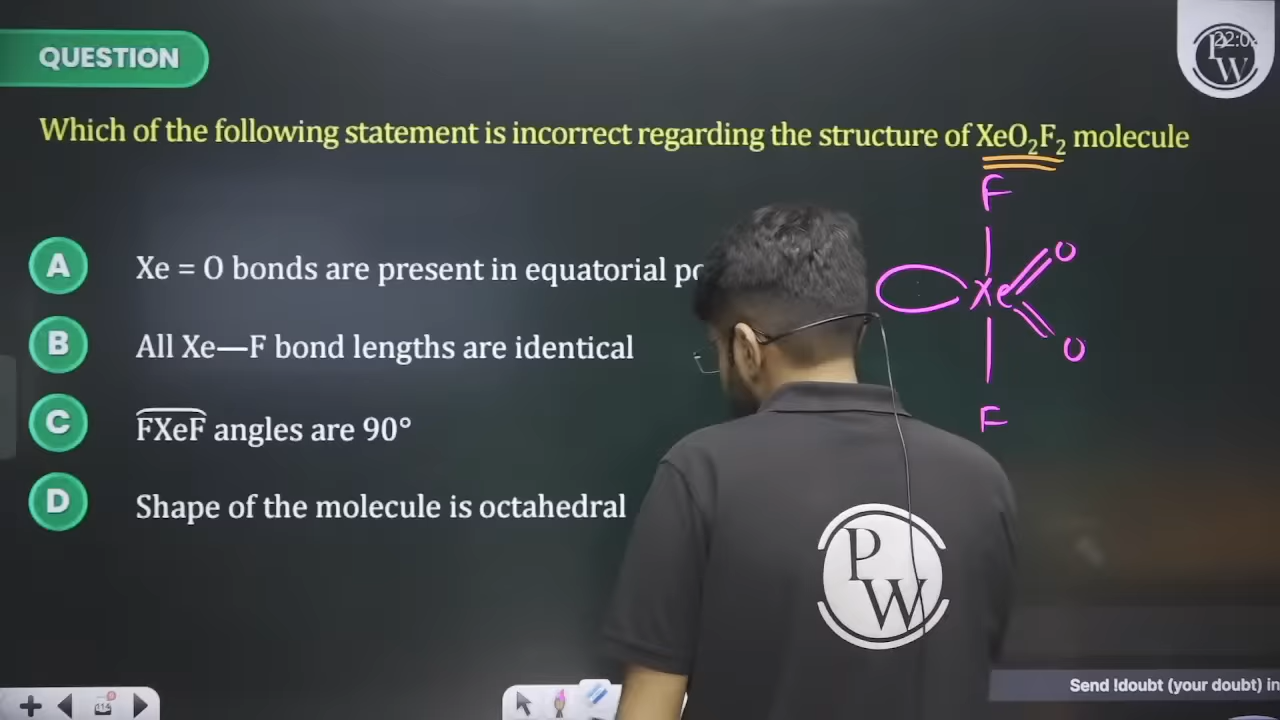 QUESTION
22:0
PW
Which of the following statement is incorrect regarding the structure of XeO₂F₂ molecule
F
A Xe = O bonds are present in equatorial
O
Xe
B All Xe—F bond lengths are identical
O
C FXeF angles are 90°
F
D Shape of the molecule is octahedral
PW
Send !doubt (your doubt) in